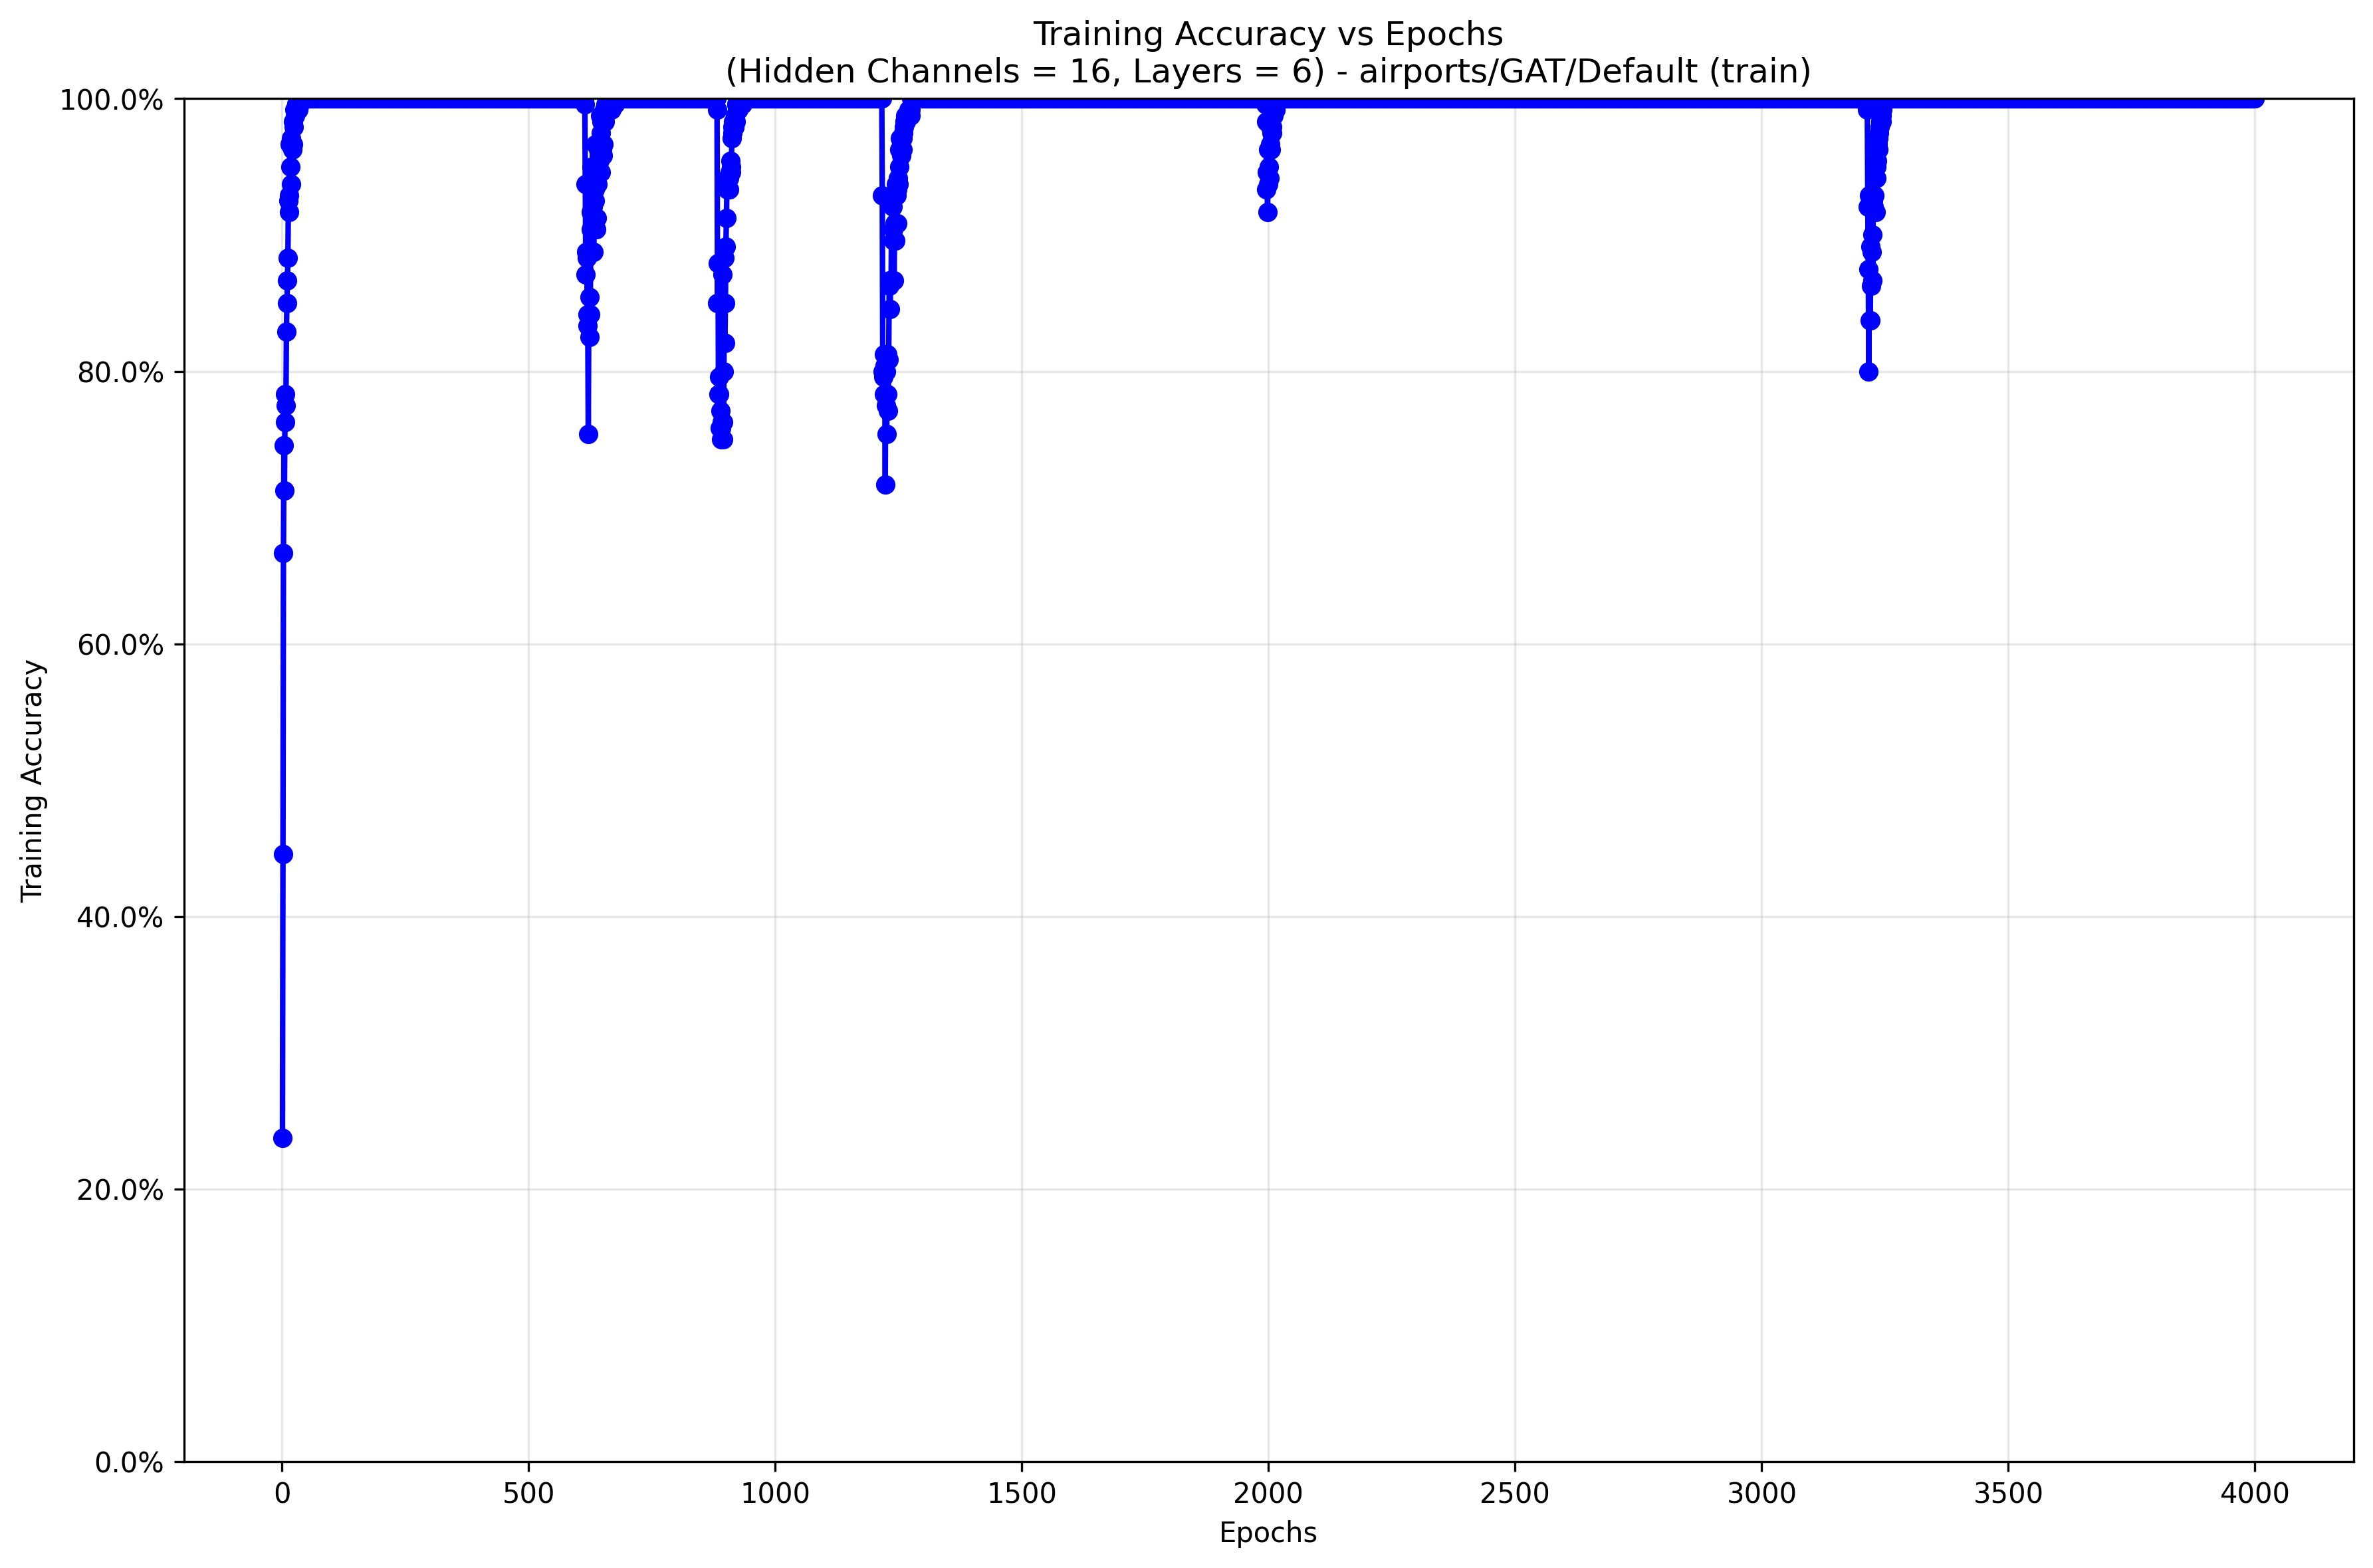 Training Accuracy vs Epochs
(Hidden Channels = 16, Layers = 6) - airports/GAT/Default (train)
100.0%
80.0%
60.0%
40.0%
20.0%
0.0%
Training Accuracy
0 500 1000 1500 2000 2500 3000 3500 4000
Epochs